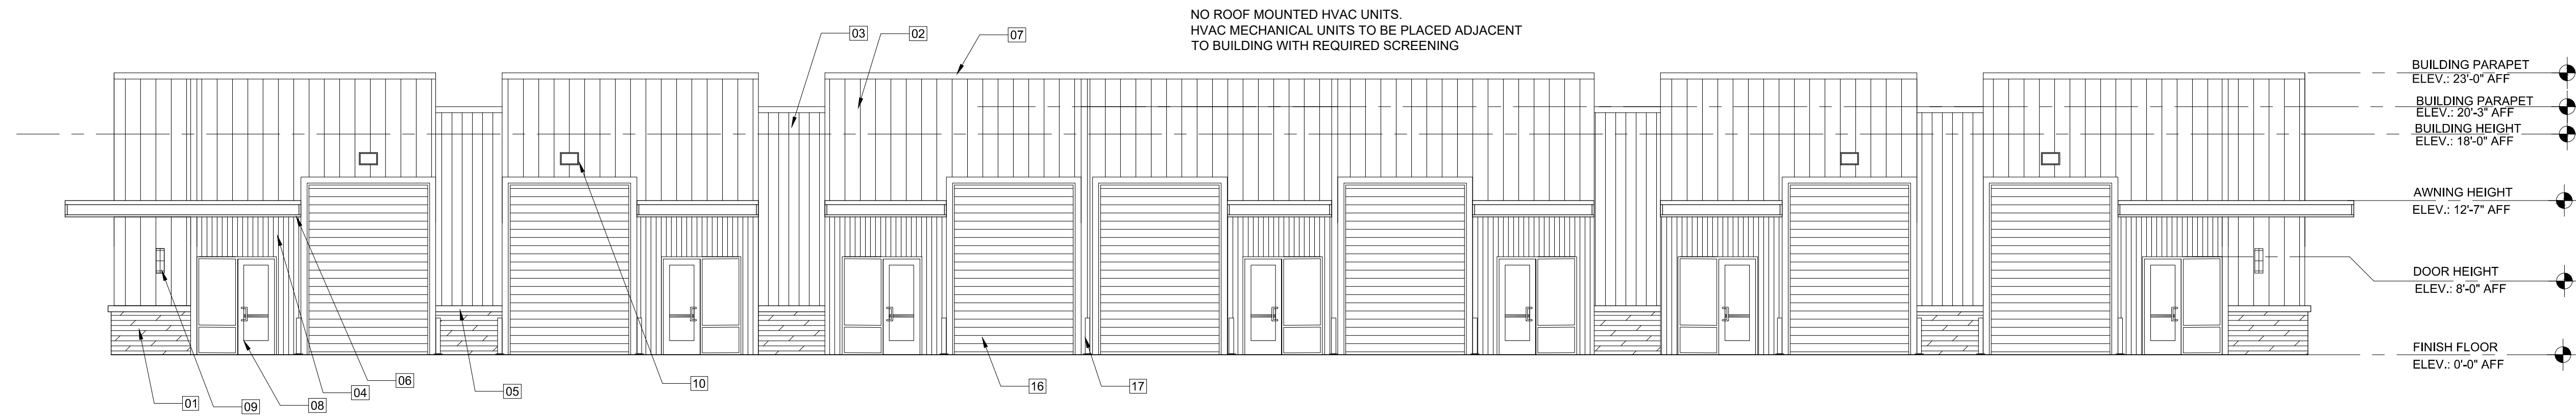 NO ROOF MOUNTED HVAC UNITS.
HVAC MECHANICAL UNITS TO BE PLACED ADJACENT
TO BUILDING WITH REQUIRED SCREENING
03
02
07
BUILDING PARAPET
ELEV.: 23'-0" AFF
BUILDING PARAPET
ELEV.: 20'-3" AFF
BUILDING HEIGHT
ELEV.: 18'-0" AFF
AWNING HEIGHT
ELEV.: 12'-7" AFF
DOOR HEIGHT
ELEV.: 8'-0" AFF
FINISH FLOOR
ELEV.: 0'-0" AFF
01
09
08
04
06
05
10
16
17